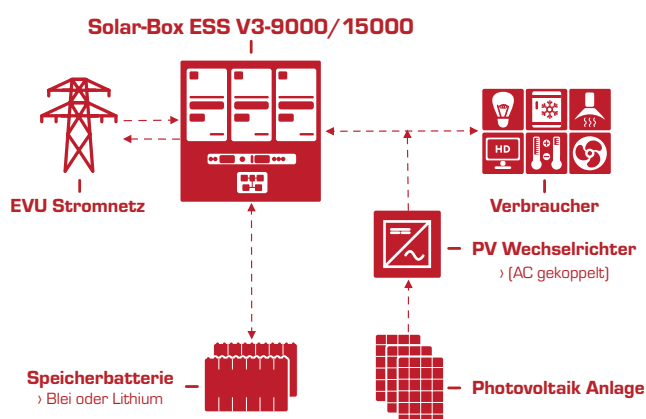 Solar-Box ESS V3-9000/15000
HD
EVU Stromnetz
Verbraucher
PV Wechselrichter
› (AC gekoppelt)
Speicherbatterie
› Blei oder Lithium
Photovoltaik Anlage